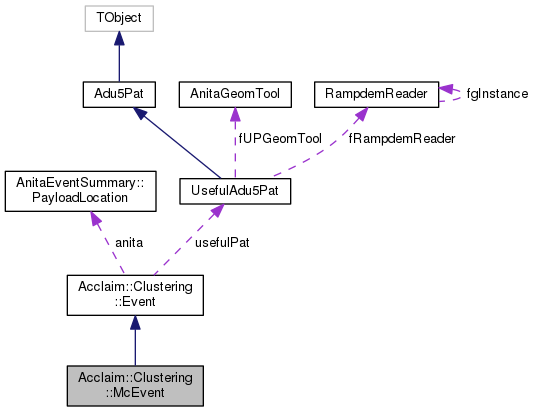 TObject
Adu5Pat
AnitaGeomTool
RampdemReader
fgInstance
fUPGeomTool
fRampdemReader
AnitaEventSummary::
PayloadLocation
UsefulAdu5Pat
anita
usefulPat
Acclaim::Clustering
::Event
Acclaim::Clustering
::McEvent